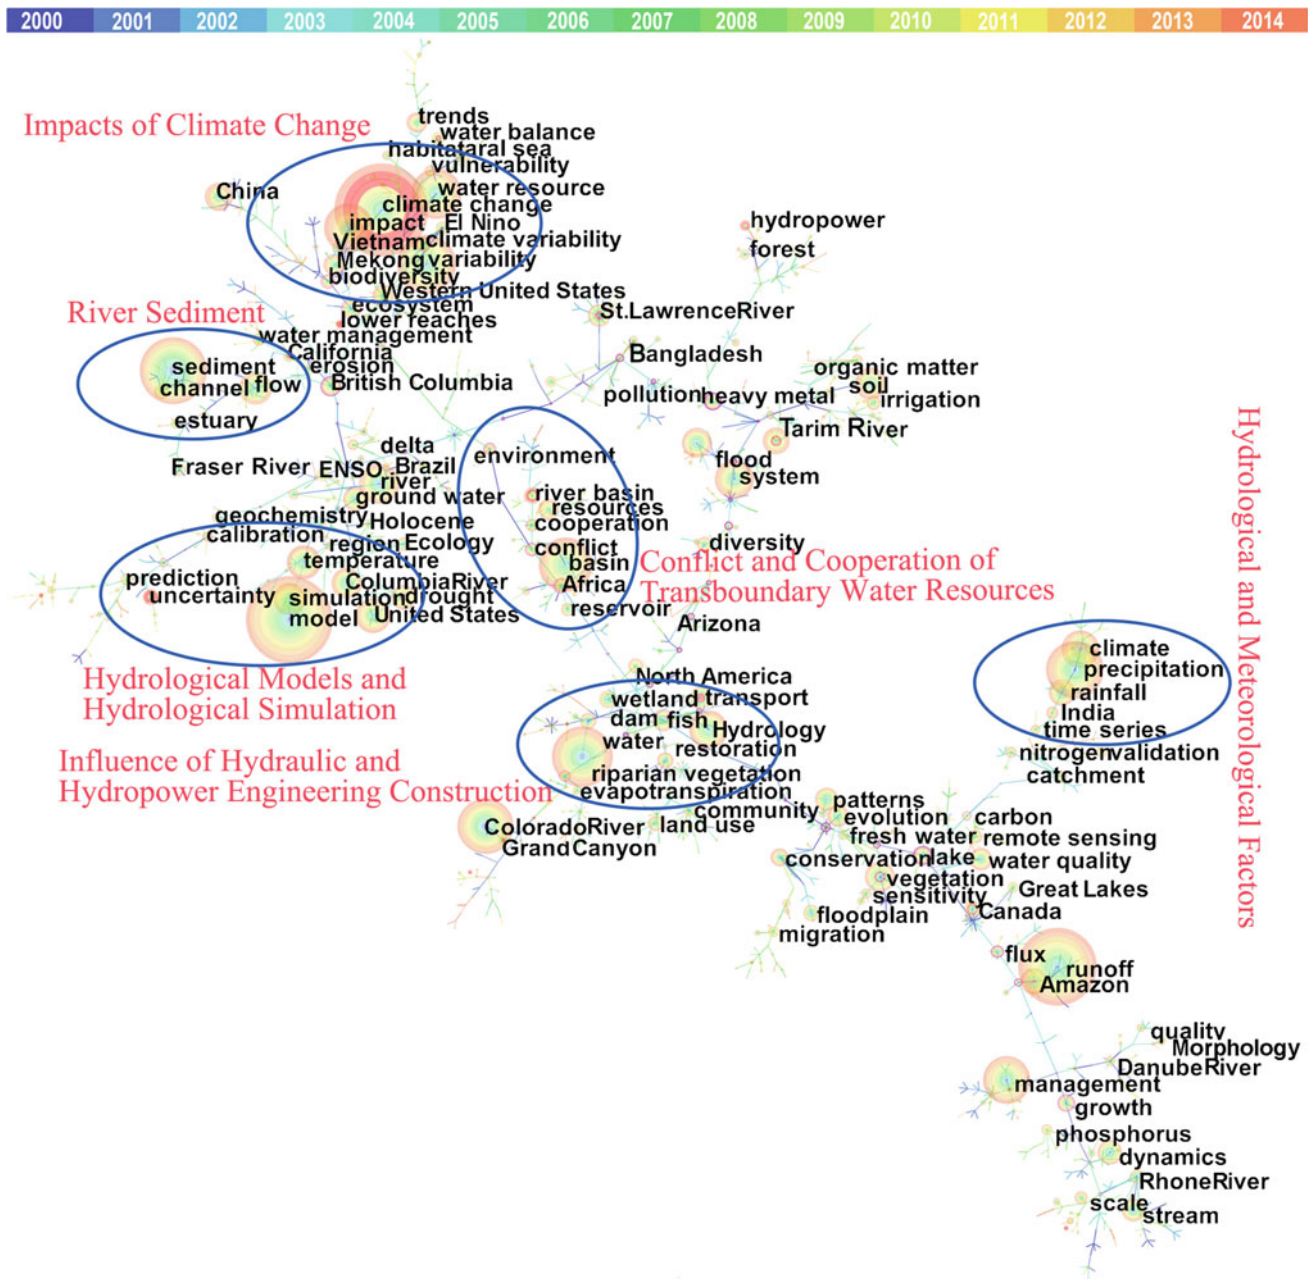 2000 2001 2002 2003 2004 2005 2006 2007 2008 2009 2010 2011 2012 2013 2014
Impacts of Climate Change
trends
water balance
habitataral sea
vulnerability
China
water resource
climate change
impact El Nino
Vietnam climate variability
Mekong variability
biodiversity
Western United States
ecosystem
lower reaches
water management
California
erosion
British Columbia
hydropower
forest
St.LawrenceRiver
Bangladesh
pollution heavy metal
organic matter
soil
irrigation
Tarim River
flood
system
diversity
River Sediment
sediment
channel flow
estuary
Fraser River ENSO
delta
Brazil
river
ground water
geochemistry Holocene
calibration
region Ecology
temperature
prediction
uncertainty
ColumbiaRiver
simulation drought
model United States
Hydrological Models and
Hydrological Simulation
environment
river basin
resources
cooperation
conflict
basin
Africa
reservoir
Conflict and Cooperation of
Transboundary Water Resources
Arizona
North America
wetland transport
dam fish Hydrology
water restoration
riparian vegetation
evapotranspiration
community
land use
Influence of Hydraulic and
Hydropower Engineering Construction
ColoradoRiver
GrandCanyon
Hydrological and Meteorological Factors
climate
precipitation
rainfall
India
time series
nitrogen validation
catchment
patterns
evolution carbon
fresh water remote sensing
conservation lake water quality
vegetation
sensitivity Great Lakes
floodplain Canada
migration
flux
runoff
Amazon
quality
Morphology
DanubeRiver
management
growth
phosphorus
dynamics
RhoneRiver
scale
stream